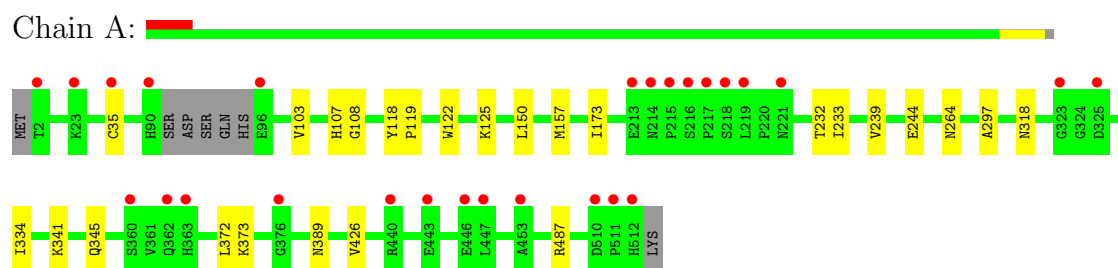 Chain A:
MET T2 K23 C35 H90 SER ASP SER GLN HIS E96 V103 H107 G108 Y118 P119 W122 K125 L150 M157 I173 E213 N214 P215 S216 P217 S218 L219 P220 N221 T232 I233 V239 E244 N264 A297 N318 G323 G324 D325
I334 K341 Q345 S360 V361 Q362 H363 L372 K373 G376 N389 V426 R440 E443 E446 L447 A453 R487 D510 P511 H512 LYS